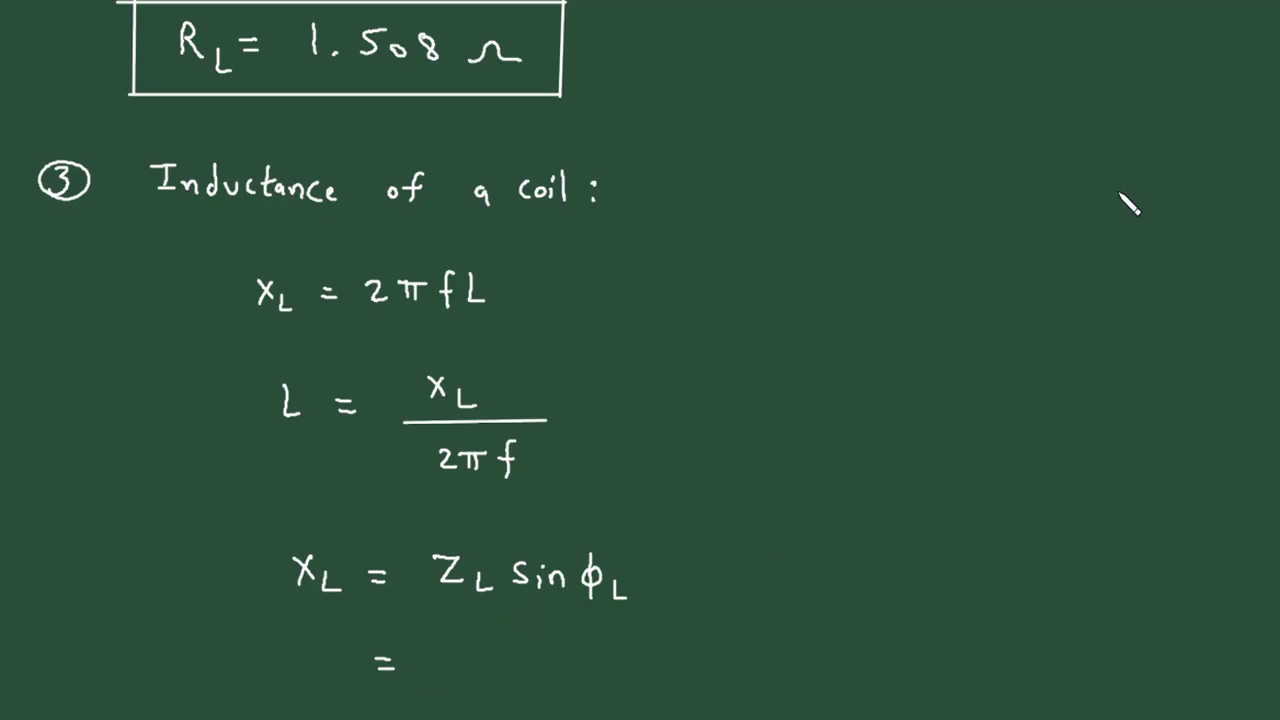 R_L = 1.508 Ω
③ Inductance of a coil:
X_L = 2πfL
L = X_L / 2πf
X_L = Z_L sin ϕ_L
=